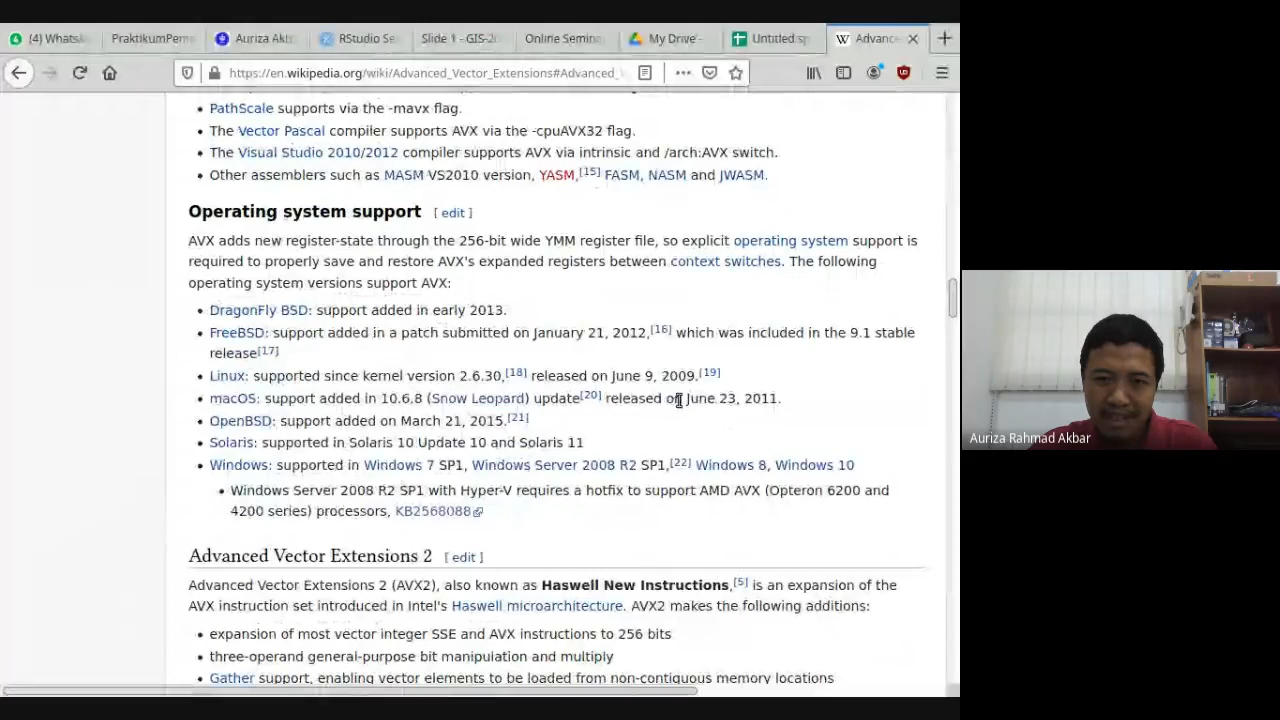 (4) Whats
PraktikumPem
Auriza Akb
RStudio Se
Slide 1 - GIS-20
Online Semina
My Drive -
Untitled sp
Advance
https://en.wikipedia.org/wiki/Advanced_Vector_Extensions#Advanced_
PathScale supports via the -mavx flag.
The Vector Pascal compiler supports AVX via the -cpuAVX32 flag.
The Visual Studio 2010/2012 compiler supports AVX via intrinsic and /arch:AVX switch.
Other assemblers such as MASM VS2010 version, YASM,[15] FASM, NASM and JWASM.
Operating system support [ edit ]
AVX adds new register-state through the 256-bit wide YMM register file, so explicit operating system support is
required to properly save and restore AVX's expanded registers between context switches. The following
operating system versions support AVX:
DragonFly BSD: support added in early 2013.
FreeBSD: support added in a patch submitted on January 21, 2012,[16] which was included in the 9.1 stable
release[17]
Linux: supported since kernel version 2.6.30,[18] released on June 9, 2009.[19]
macOS: support added in 10.6.8 (Snow Leopard) update[20] released on June 23, 2011.
OpenBSD: support added on March 21, 2015.[21]
Solaris: supported in Solaris 10 Update 10 and Solaris 11
Windows: supported in Windows 7 SP1, Windows Server 2008 R2 SP1,[22] Windows 8, Windows 10
Windows Server 2008 R2 SP1 with Hyper-V requires a hotfix to support AMD AVX (Opteron 6200 and
4200 series) processors, KB2568088
Advanced Vector Extensions 2 [ edit ]
Advanced Vector Extensions 2 (AVX2), also known as Haswell New Instructions,[5] is an expansion of the
AVX instruction set introduced in Intel's Haswell microarchitecture. AVX2 makes the following additions:
expansion of most vector integer SSE and AVX instructions to 256 bits
three-operand general-purpose bit manipulation and multiply
Gather support, enabling vector elements to be loaded from non-contiguous memory locations
Auriza Rahmad Akbar